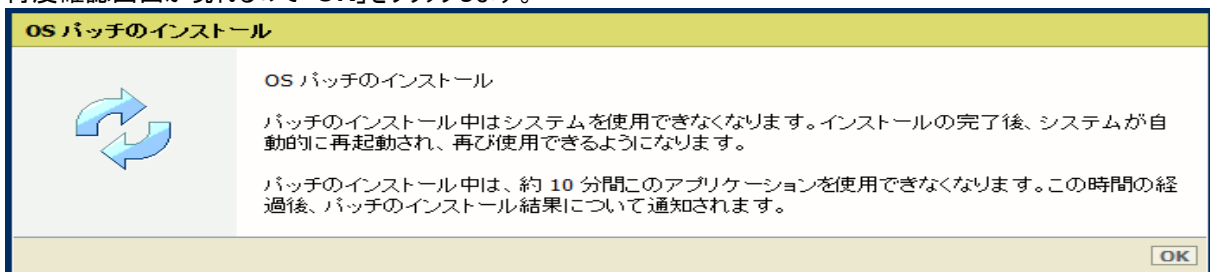 OS パッチのインストール
OS パッチのインストール
パッチのインストール中はシステムを使用できなくなります。インストールの完了後、システムが自
動的に再起動され、再び使用できるようになります。
パッチのインストール中は、約 10 分間このアプリケーションを使用できなくなります。この時間の経
過後、パッチのインストール結果について通知されます。
OK